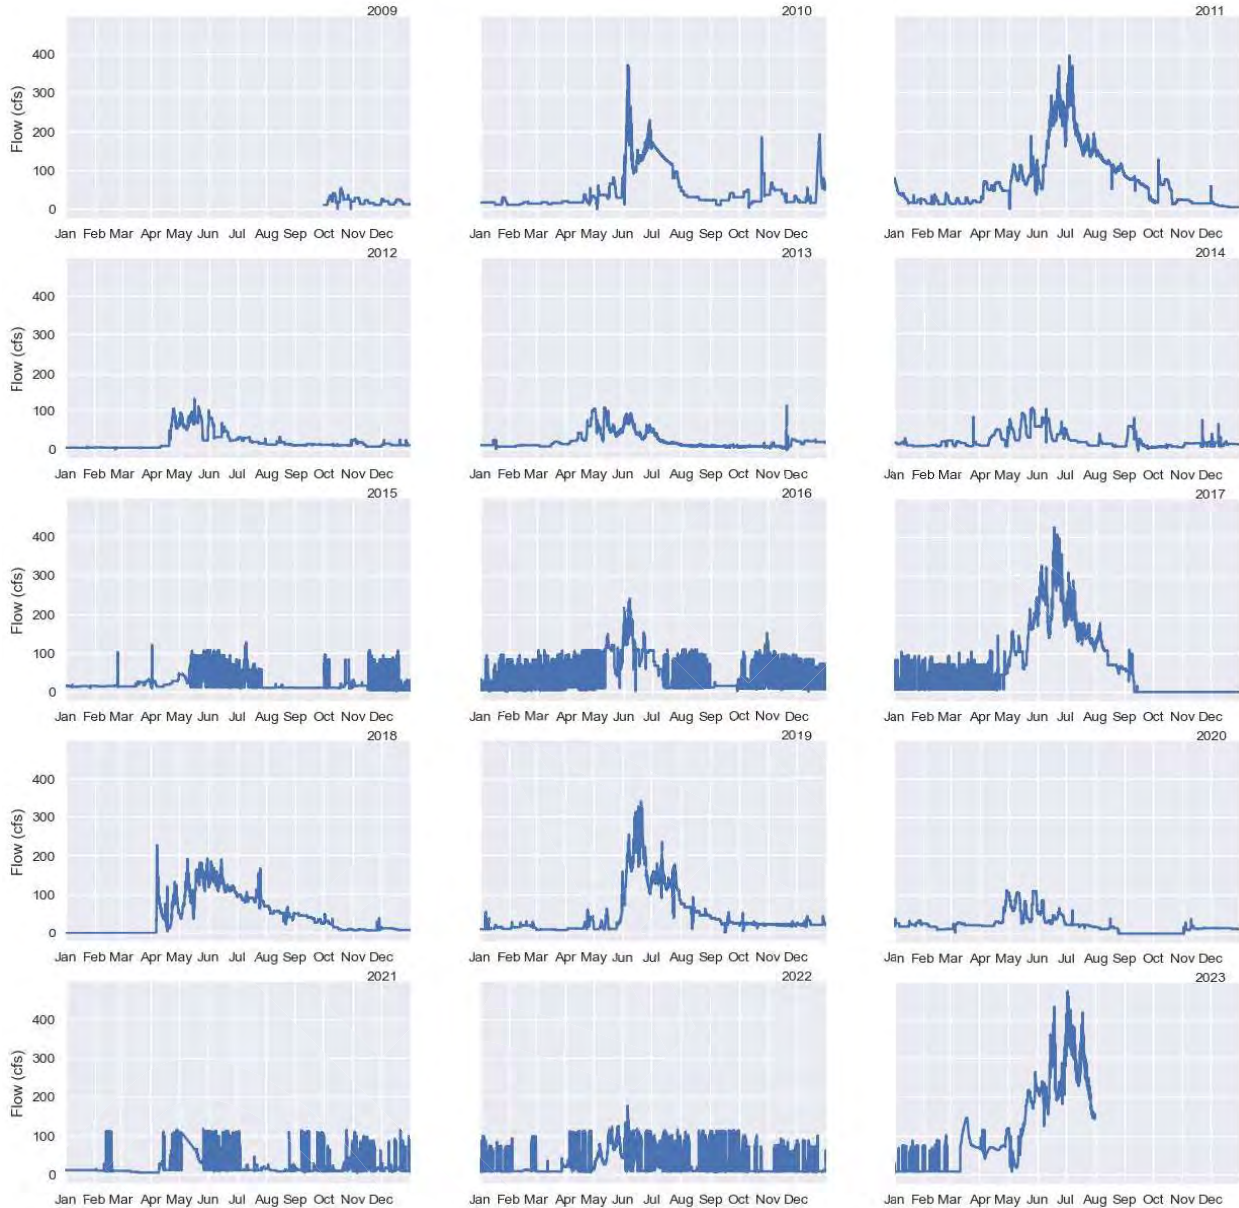 2009 2010 2011
Flow (cfs)
400
300
200
100
0
Jan Feb Mar Apr May Jun Jul Aug Sep Oct Nov Dec Jan Feb Mar Apr May Jun Jul Aug Sep Oct Nov Dec Jan Feb Mar Apr May Jun Jul Aug Sep Oct Nov Dec
2012 2013 2014
Flow (cfs)
400
300
200
100
0
Jan Feb Mar Apr May Jun Jul Aug Sep Oct Nov Dec Jan Feb Mar Apr May Jun Jul Aug Sep Oct Nov Dec Jan Feb Mar Apr May Jun Jul Aug Sep Oct Nov Dec
2015 2016 2017
Flow (cfs)
400
300
200
100
0
Jan Feb Mar Apr May Jun Jul Aug Sep Oct Nov Dec Jan Feb Mar Apr May Jun Jul Aug Sep Oct Nov Dec Jan Feb Mar Apr May Jun Jul Aug Sep Oct Nov Dec
2018 2019 2020
Flow (cfs)
400
300
200
100
0
Jan Feb Mar Apr May Jun Jul Aug Sep Oct Nov Dec Jan Feb Mar Apr May Jun Jul Aug Sep Oct Nov Dec Jan Feb Mar Apr May Jun Jul Aug Sep Oct Nov Dec
2021 2022 2023
Flow (cfs)
400
300
200
100
0
Jan Feb Mar Apr May Jun Jul Aug Sep Oct Nov Dec Jan Feb Mar Apr May Jun Jul Aug Sep Oct Nov Dec Jan Feb Mar Apr May Jun Jul Aug Sep Oct Nov Dec